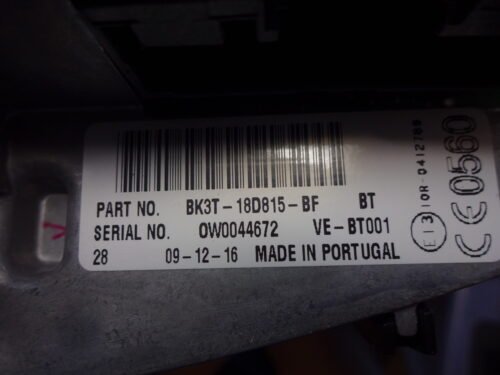 PART NO. BK3T-18D815-BF BT
SERIAL NO. 0W0044672 VE-BT001
28 09-12-16 MADE IN PORTUGAL
E13 10R-0412789
CE0560
V